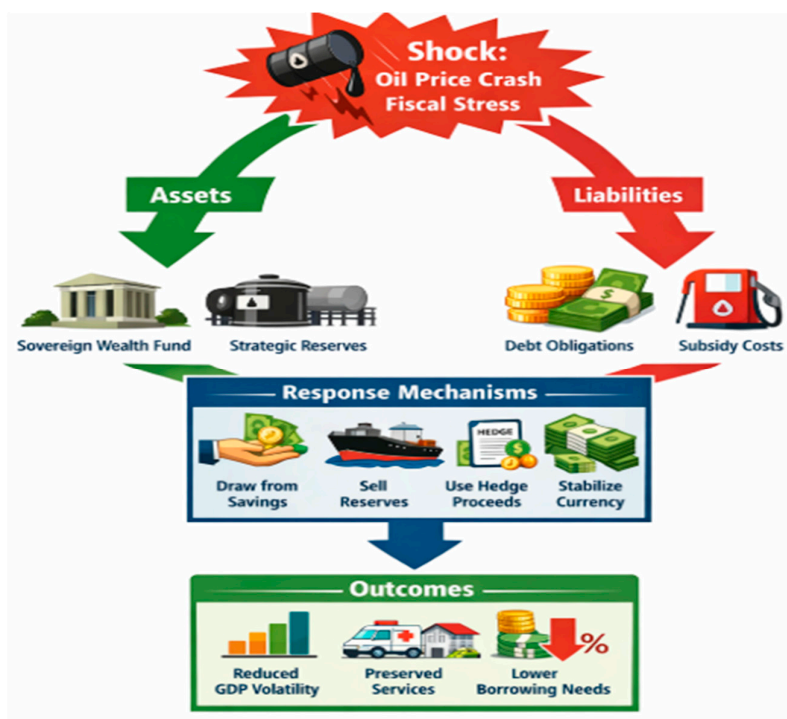 Shock:
Oil Price Crash
Fiscal Stress
Assets
Liabilities
Sovereign Wealth Fund
Strategic Reserves
$
Debt Obligations
Subsidy Costs
Response Mechanisms
HEDGE
$
Draw from
Savings
Sell
Reserves
Use Hedge
Proceeds
Stabilize
Currency
Outcomes
%
Reduced
GDP Volatility
Preserved
Services
Lower
Borrowing Needs